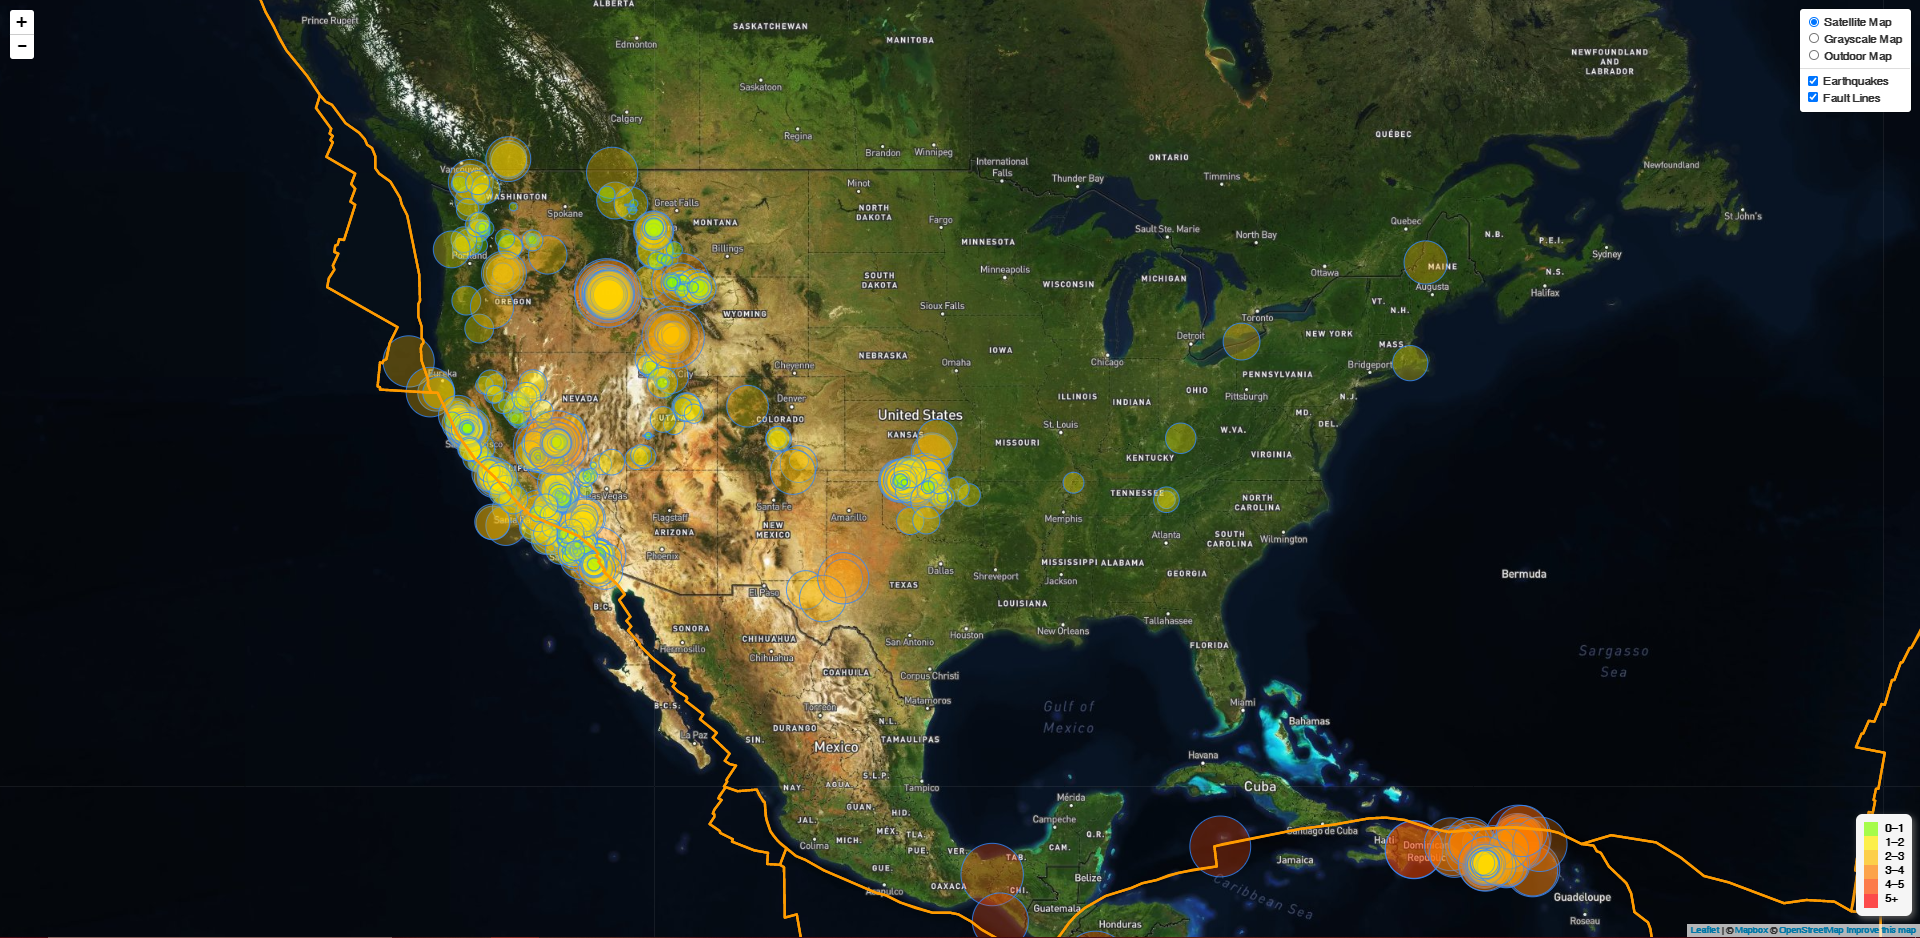 +
−
Satellite Map
Grayscale Map
Outdoor Map
Earthquakes
Fault Lines
ALBERTA
Prince Rupert
SASKATCHEWAN
MANITOBA
Edmonton
NEWFOUNDLAND
AND
LABRADOR
Saskatoon
Calgary
Regina
QUÉBEC
Brandon
Winnipeg
ONTARIO
International
Falls
Newfoundland
Vancouver
Thunder Bay
Timmins
Minot
WASHINGTON
Spokane
Great Falls
NORTH
DAKOTA
Fargo
MONTANA
St John's
Quebec
Sault Ste. Marie
North Bay
N.B.
P.E.I.
MINNESOTA
Billings
Portland
Sydney
Minneapolis
Ottawa
MAINE
N.S.
SOUTH
DAKOTA
WISCONSIN
MICHIGAN
Augusta
Halifax
OREGON
VT.
N.H.
Sioux Falls
WYOMING
Toronto
Detroit
NEW YORK
MASS.
IOWA
NEBRASKA
Omaha
Chicago
Cheyenne
Bridgeport
Eureka
City
PENNSYLVANIA
OHIO
Pittsburgh
NEVADA
Denver
ILLINOIS
INDIANA
N.J.
MD.
UTAH
COLORADO
United States
St. Louis
DEL.
KANSAS
MISSOURI
W.VA.
VIRGINIA
KENTUCKY
Las Vegas
TENNESSEE
NORTH
CAROLINA
Santa Fe
Flagstaff
Amarillo
Memphis
ARIZONA
NEW
MEXICO
Atlanta
SOUTH
CAROLINA
Wilmington
Phoenix
MISSISSIPPI
ALABAMA
Dallas
Shreveport
Jackson
GEORGIA
Bermuda
TEXAS
El Paso
LOUISIANA
B.C.
Tallahassee
SONORA
Houston
New Orleans
CHIHUAHUA
San Antonio
Hermosillo
FLORIDA
Chihuahua
Sargasso
Sea
COAHUILA
Corpus Christi
B.C.S.
Torreón
Matamoros
Miami
Gulf of
Mexico
N.L.
Bahamas
DURANGO
La Paz
SIN.
TAMAULIPAS
Mexico
Havana
S.L.P.
NAY.
AGUA.
Tampico
Cuba
Mérida
GUAN.
HID.
JAL.
Campeche
MEX.
TLA.
Q.R.
Santiago de Cuba
Colima
MICH.
PUE.
VER.
TAB.
CAM.
Haiti
Dominican
Republic
Jamaica
GUE.
Belize
Acapulco
OAXACA
CHI.
Caribbean Sea
Guadeloupe
Guatemala
Honduras
Roseau
0–1
1–2
2–3
3–4
4–5
5+
Leaflet | © Mapbox © OpenStreetMap Improve this map